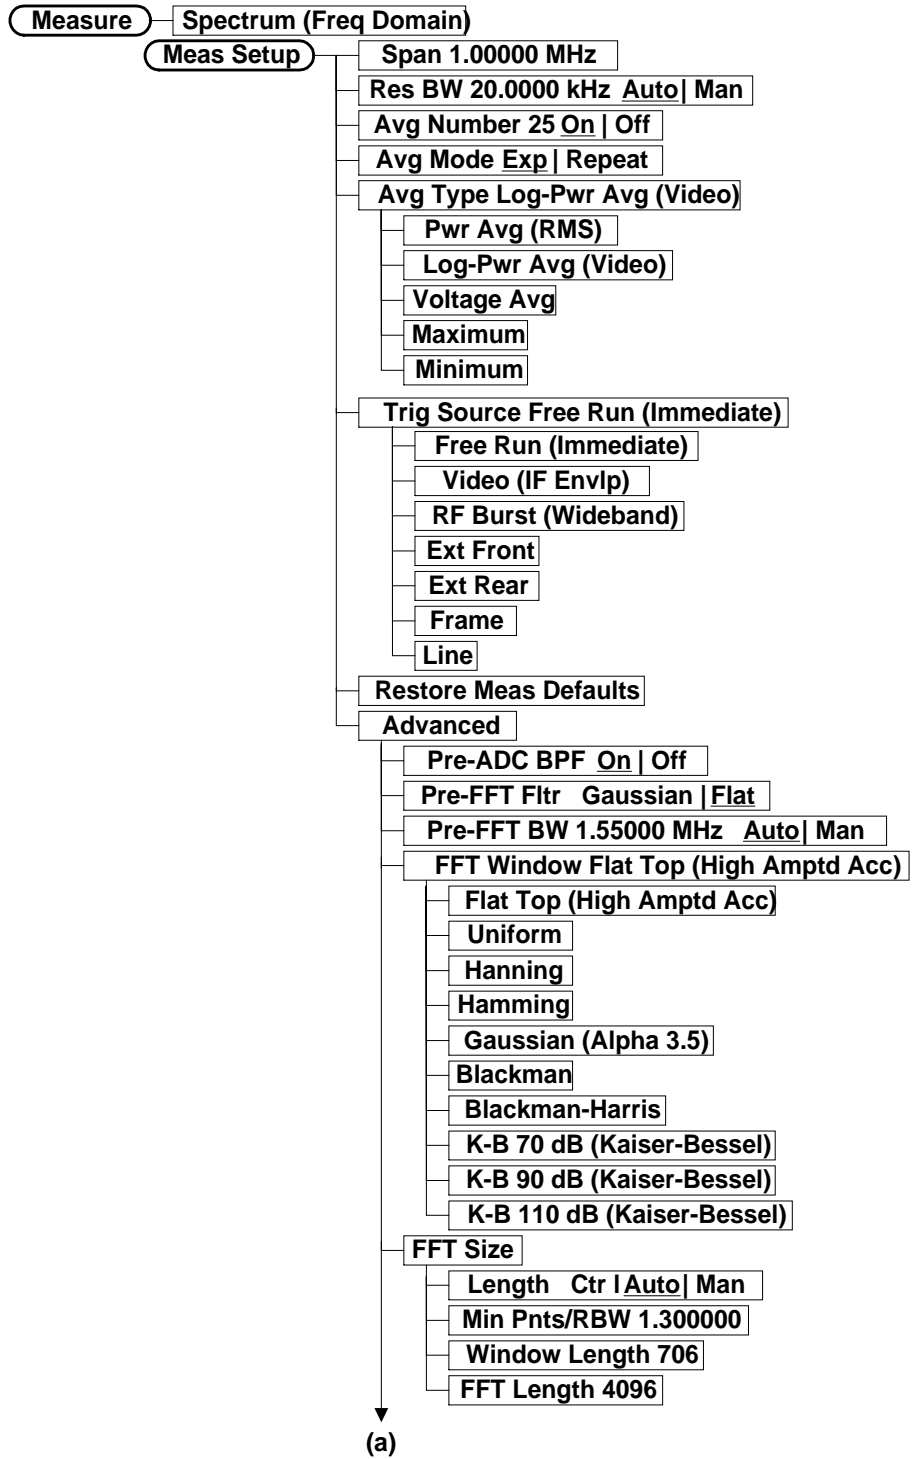 Measure Spectrum (Freq Domain)
Meas Setup Span 1.00000 MHz
Res BW 20.0000 kHz Auto| Man
Avg Number 25 On | Off
Avg Mode Exp | Repeat
Avg Type Log-Pwr Avg (Video)
Pwr Avg (RMS)
Log-Pwr Avg (Video)
Voltage Avg
Maximum
Minimum
Trig Source Free Run (Immediate)
Free Run (Immediate)
Video (IF Envlp)
RF Burst (Wideband)
Ext Front
Ext Rear
Frame
Line
Restore Meas Defaults
Advanced
Pre-ADC BPF On | Off
Pre-FFT Fltr Gaussian | Flat
Pre-FFT BW 1.55000 MHz Auto| Man
FFT Window Flat Top (High Amptd Acc)
Flat Top (High Amptd Acc)
Uniform
Hanning
Hamming
Gaussian (Alpha 3.5)
Blackman
Blackman-Harris
K-B 70 dB (Kaiser-Bessel)
K-B 90 dB (Kaiser-Bessel)
K-B 110 dB (Kaiser-Bessel)
FFT Size
Length Ctr l Auto| Man
Min Pnts/RBW 1.300000
Window Length 706
FFT Length 4096
(a)